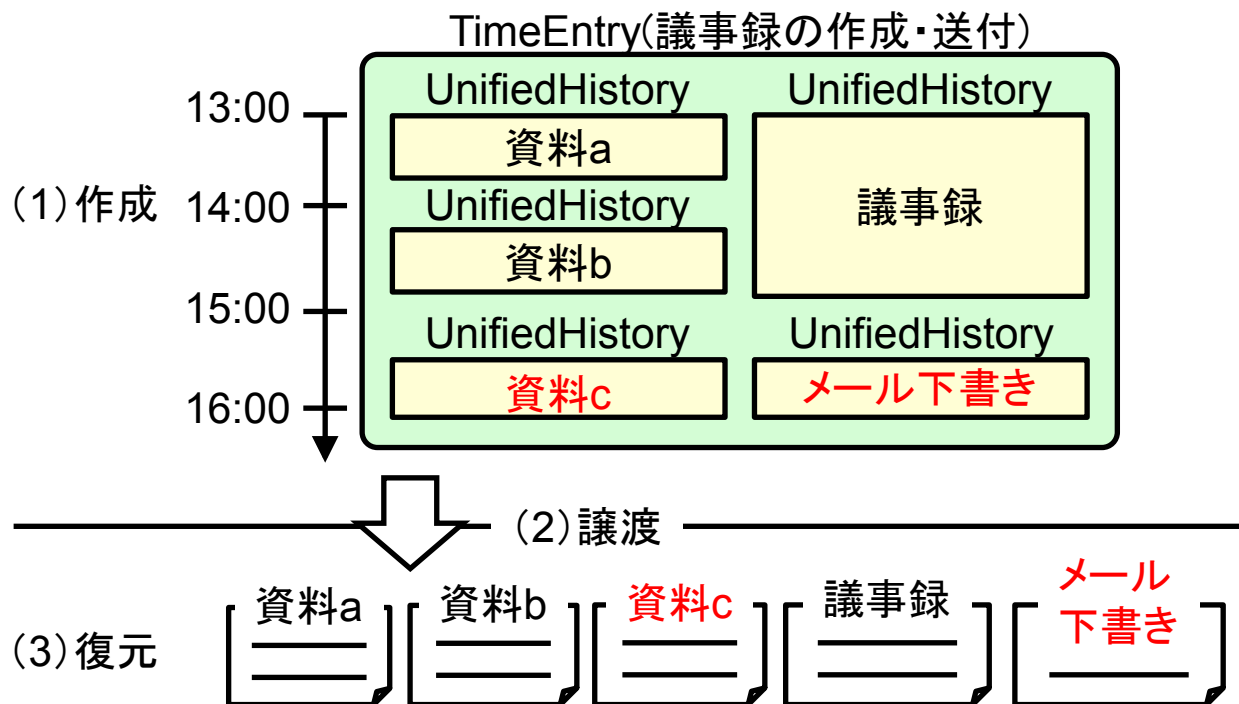 TimeEntry(議事録の作成・送付)
UnifiedHistory UnifiedHistory
13:00
資料a
(1)作成 14:00
UnifiedHistory
議事録
資料b
15:00
UnifiedHistory UnifiedHistory
資料c メール下書き
16:00
(2)譲渡
資料a 資料b 資料c 議事録 メール
下書き
(3)復元